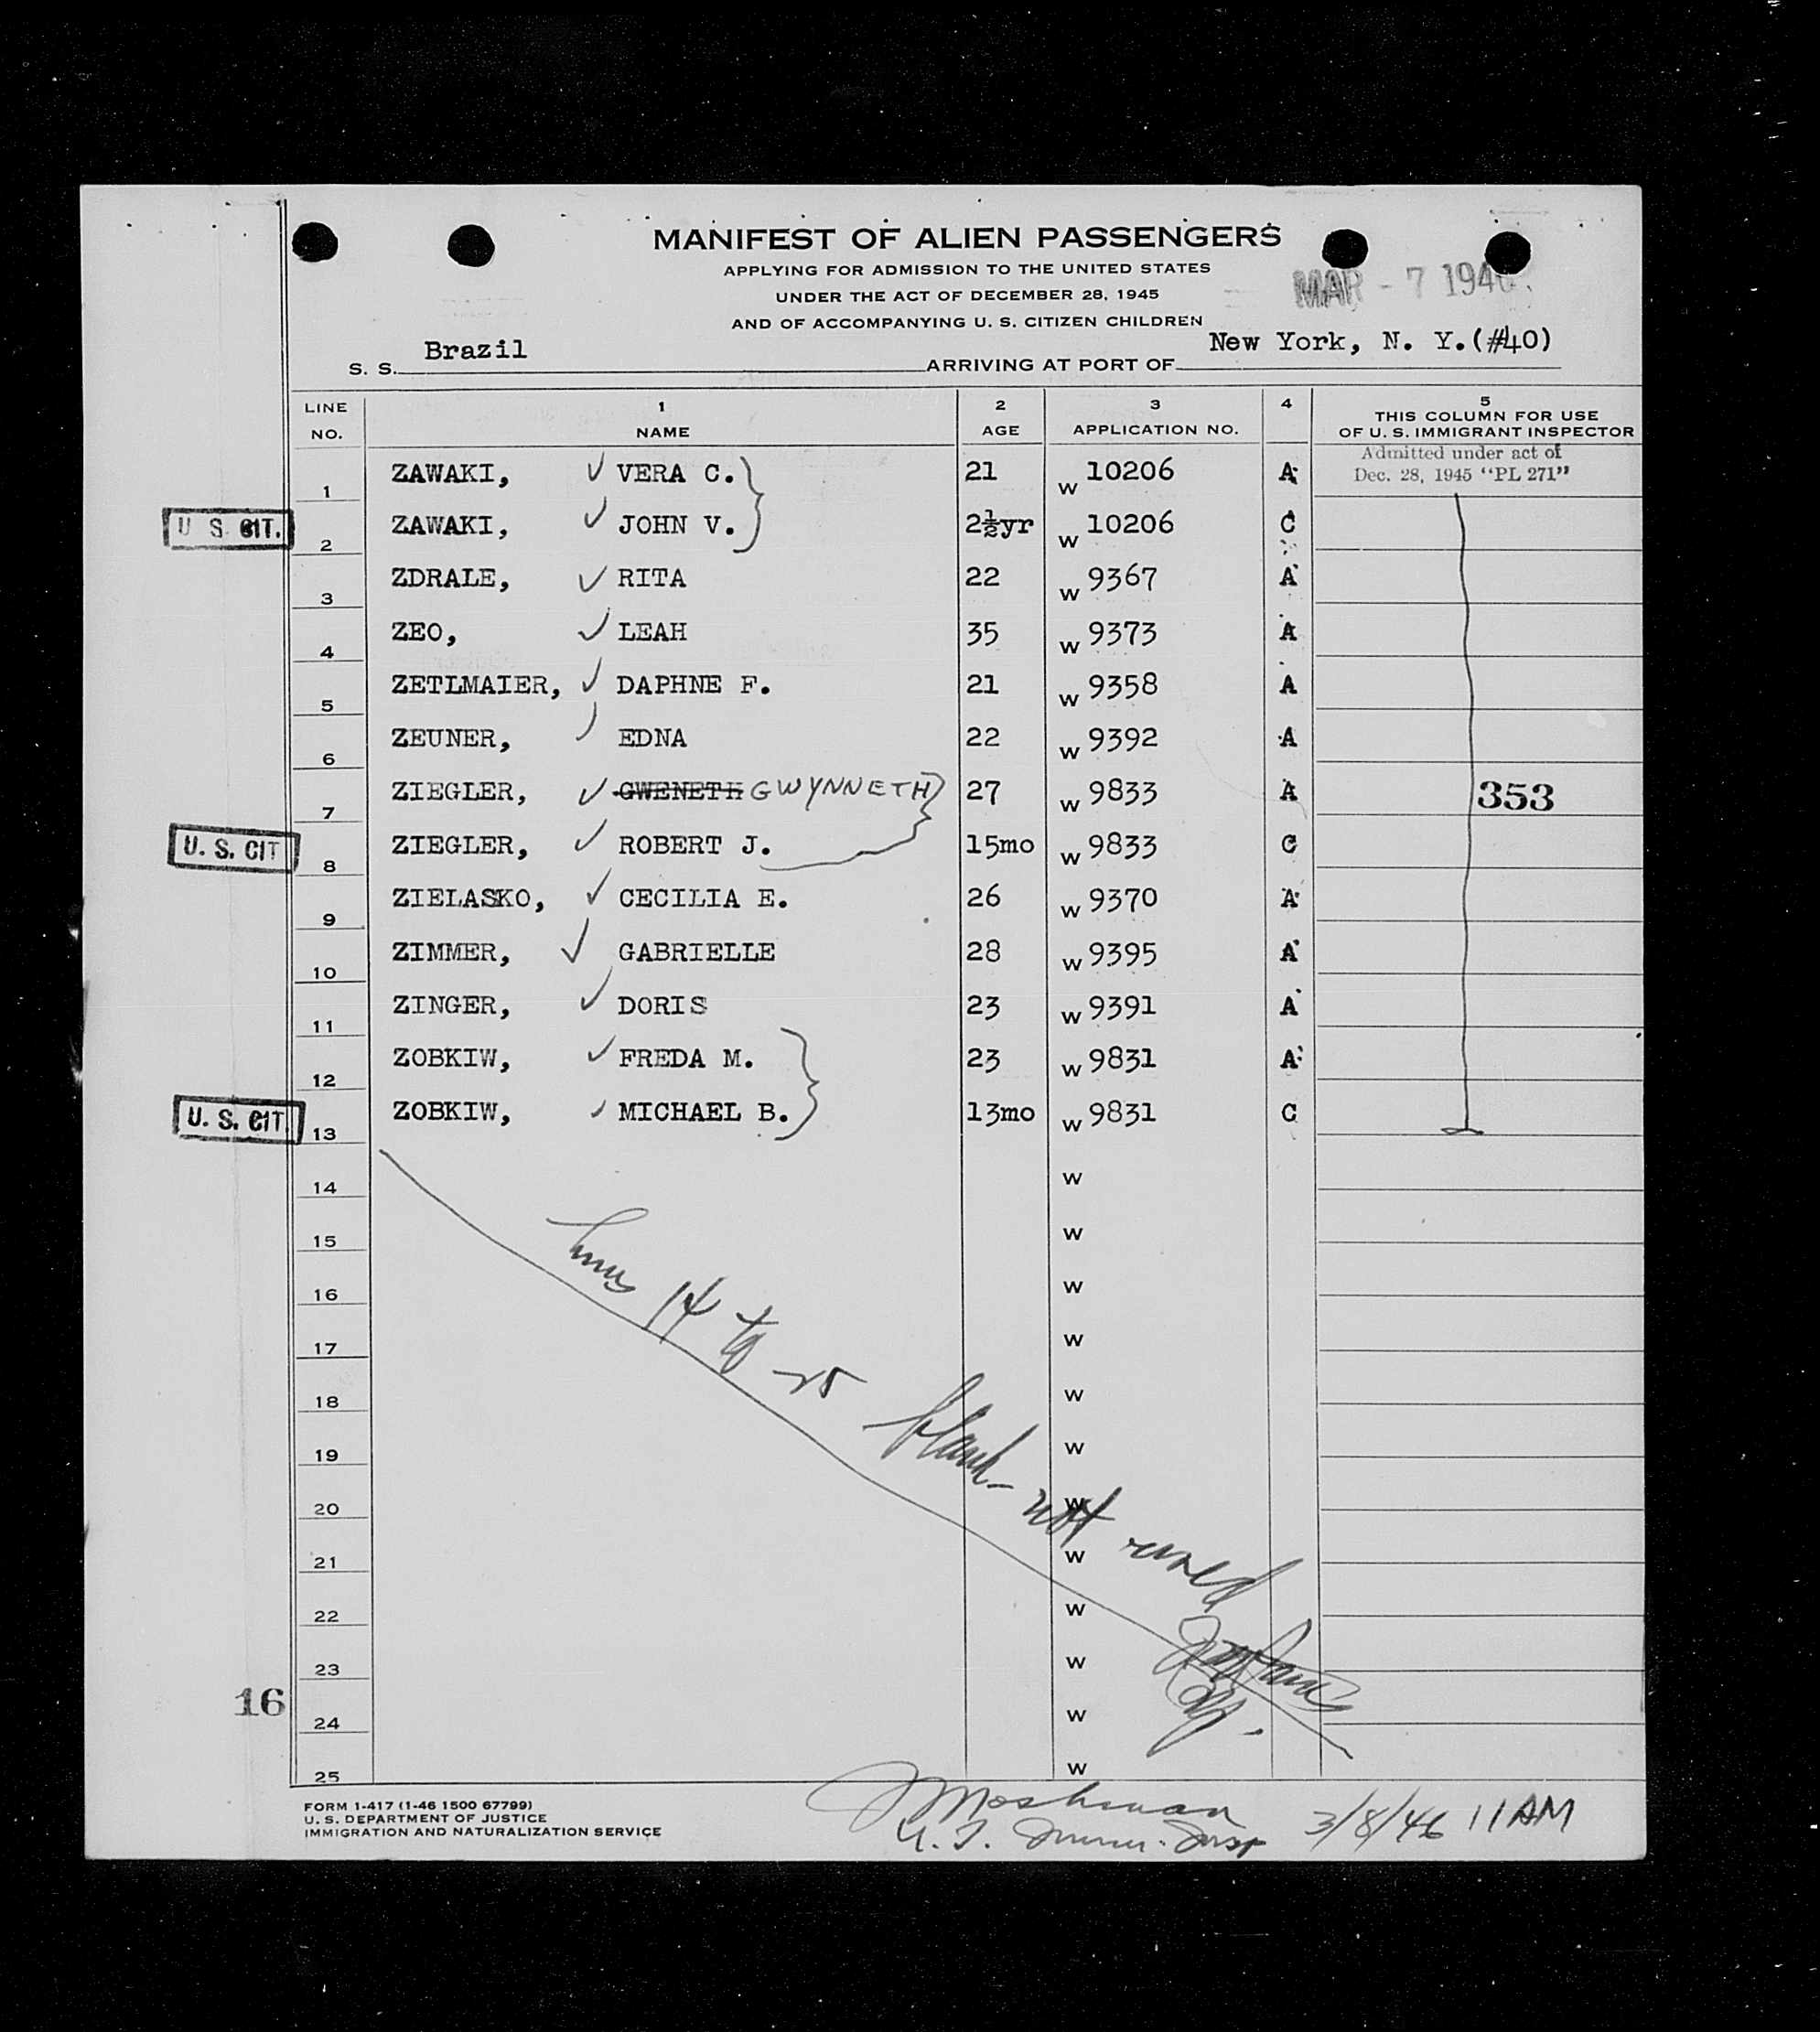 MANIFEST OF ALIEN PASSENGERS
APPLYING FOR ADMISSION TO THE UNITED STATES
UNDER THE ACT OF DECEMBER 28, 1945
AND OF ACCOMPANYING U. S. CITIZEN CHILDREN
MAR - 7 1946
S. S. Brazil ARRIVING AT PORT OF New York, N. Y.(#40)
LINE NO. 1 NAME 2 AGE 3 APPLICATION NO. 4 5 THIS COLUMN FOR USE OF U. S. IMMIGRANT INSPECTOR
Admitted under act of
Dec. 28, 1945 "PL 271"
1 ZAWAKI, ✓ VERA C. 21 W 10206 A
U S. CIT. 2 ZAWAKI, ✓ JOHN V. 2½yr W 10206 C
3 ZDRALE, ✓ RITA 22 W 9367 A
4 ZEO, ✓ LEAH 35 W 9373 A
5 ZETLMAIER, ✓ DAPHNE F. 21 W 9358 A
6 ZEUNER, EDNA 22 W 9392 A
7 ZIEGLER, ✓ GWENETH GWYNNETH 27 W 9833 A 353
U. S. CIT 8 ZIEGLER, ✓ ROBERT J. 15mo W 9833 C
9 ZIELASKO, ✓ CECILIA E. 26 W 9370 A
10 ZIMMER, ✓ GABRIELLE 28 W 9395 A
11 ZINGER, ✓ DORIS 23 W 9391 A
12 ZOBKIW, ✓ FREDA M. 23 W 9831 A
U. S. CIT 13 ZOBKIW, ✓ MICHAEL B. 13mo W 9831 C
14 W
15 W
16 W
17 W
18 W
19 W
20 W
21 W
22 W
23 W
24 W
25 W
Lines 14 to 25 blank - not used
16
FORM 1-417 (1-46 1500 67799)
U. S. DEPARTMENT OF JUSTICE
IMMIGRATION AND NATURALIZATION SERVICE
Moshman
U. S. Immi. Insp 3/8/46 11 AM